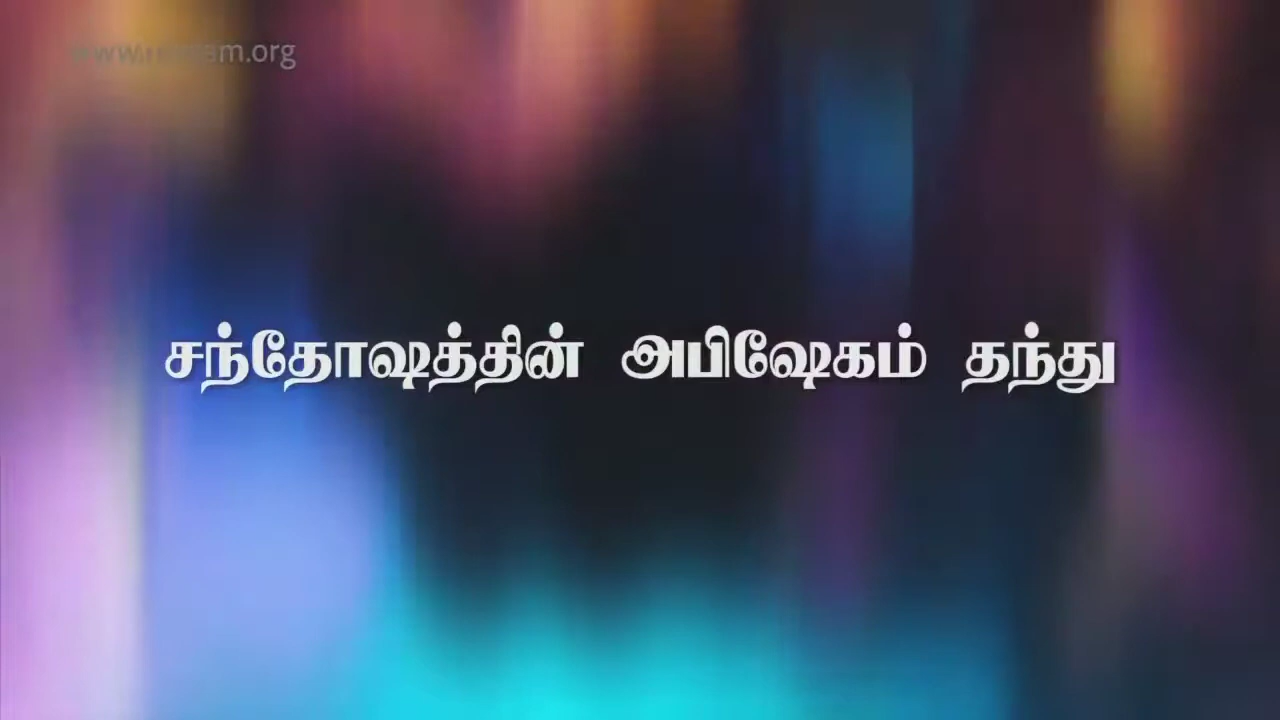 சந்தோஷத்தின் அபிஷேகம் தந்து